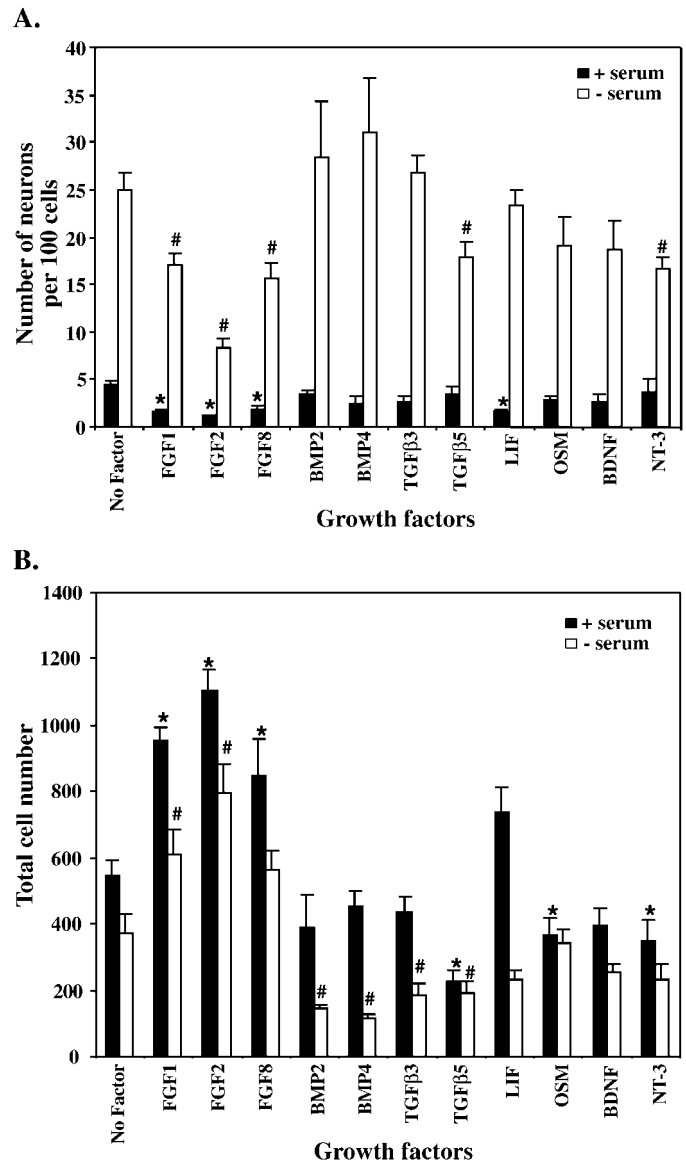 A.
40
35
30
25
20
15
10
5
0
Number of neurons
per 100 cells
+ serum
- serum
#
#
#
#
#
*
*
*
*
No Factor
FGF1
FGF2
FGF8
BMP2
BMP4
TGFβ3
TGFβ5
LIF
OSM
BDNF
NT-3
Growth factors
B.
1400
1200
1000
800
600
400
200
0
Total cell number
+ serum
- serum
*
#
*
#
*
#
#
#
*
#
*
*
No Factor
FGF1
FGF2
FGF8
BMP2
BMP4
TGFβ3
TGFβ5
LIF
OSM
BDNF
NT-3
Growth factors